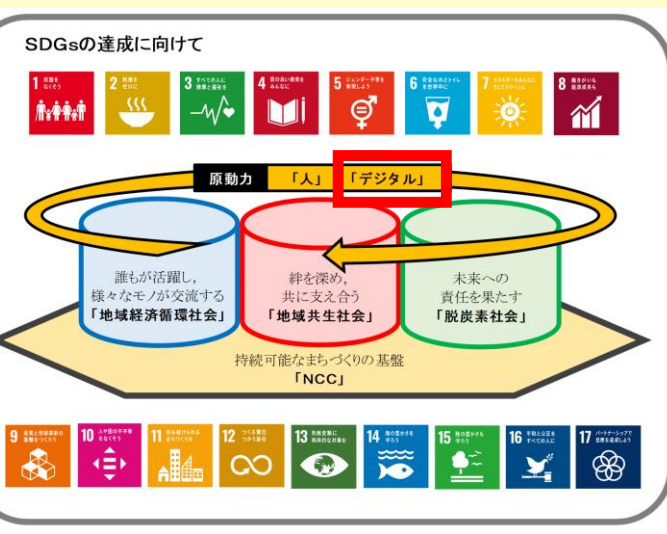 SDGsの達成に向けて
1 貧困をなくそう
2 飢餓をゼロに
3 すべての人に健康と福祉を
4 質の高い教育をみんなに
5 ジェンダー平等を実現しよう
6 安全な水とトイレを世界中に
7 エネルギーをみんなにそしてクリーンに
8 働きがいも経済成長も
原動力 「人」 「デジタル」
誰もが活躍し,
様々なモノが交流する
「地域経済循環社会」
絆を深め,
共に支え合う
「地域共生社会」
未来への
責任を果たす
「脱炭素社会」
持続可能なまちづくりの基盤
「NCC」
9 産業と技術革新の基盤をつくろう
10 人や国の不平等をなくそう
11 住み続けられるまちづくりを
12 つくる責任つかう責任
13 気候変動に具体的な対策を
14 海の豊かさを守ろう
15 陸の豊かさも守ろう
16 平和と公正をすべての人に
17 パートナーシップで目標を達成しよう